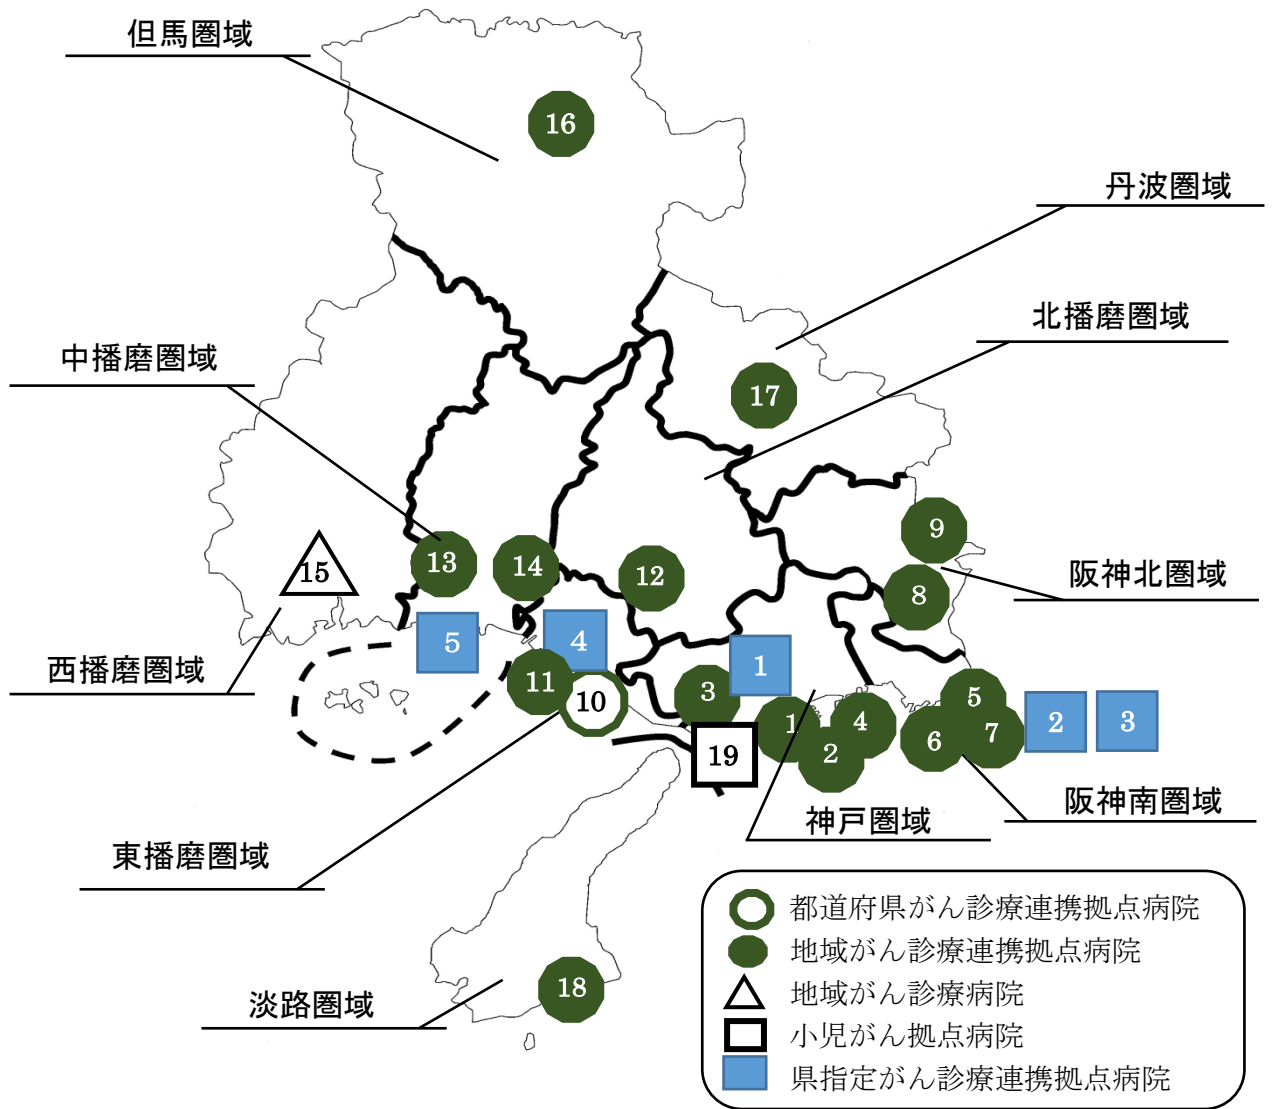 但馬圏域
16
丹波圏域
北播磨圏域
中播磨圏域
17
9
13
14
12
15
阪神北圏域
8
5
4
西播磨圏域
1
11
10
3
5
1
4
2
3
2
6
7
19
阪神南圏域
神戸圏域
東播磨圏域
都道府県がん診療連携拠点病院
地域がん診療連携拠点病院
地域がん診療病院
小児がん拠点病院
県指定がん診療連携拠点病院
18
淡路圏域